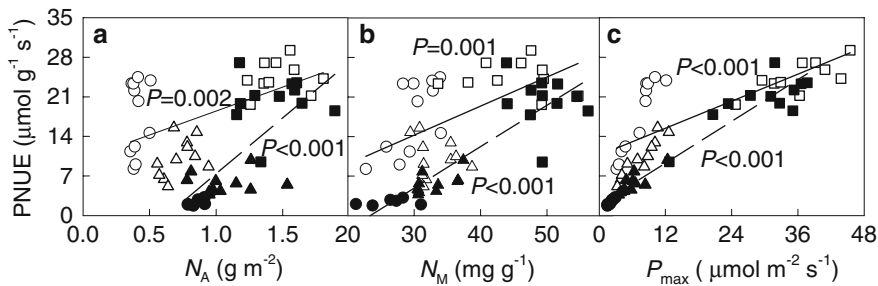 PNUE (μmol g⁻¹ s⁻¹)
35
28
21
14
7
0
a
P=0.002
P<0.001
0.0 0.5 1.0 1.5
N_A (g m⁻²)
b
P=0.001
P<0.001
20 30 40 50
N_M (mg g⁻¹)
c
P<0.001
P<0.001
0 12 24 36 48
P_max ( μmol m⁻² s⁻¹)